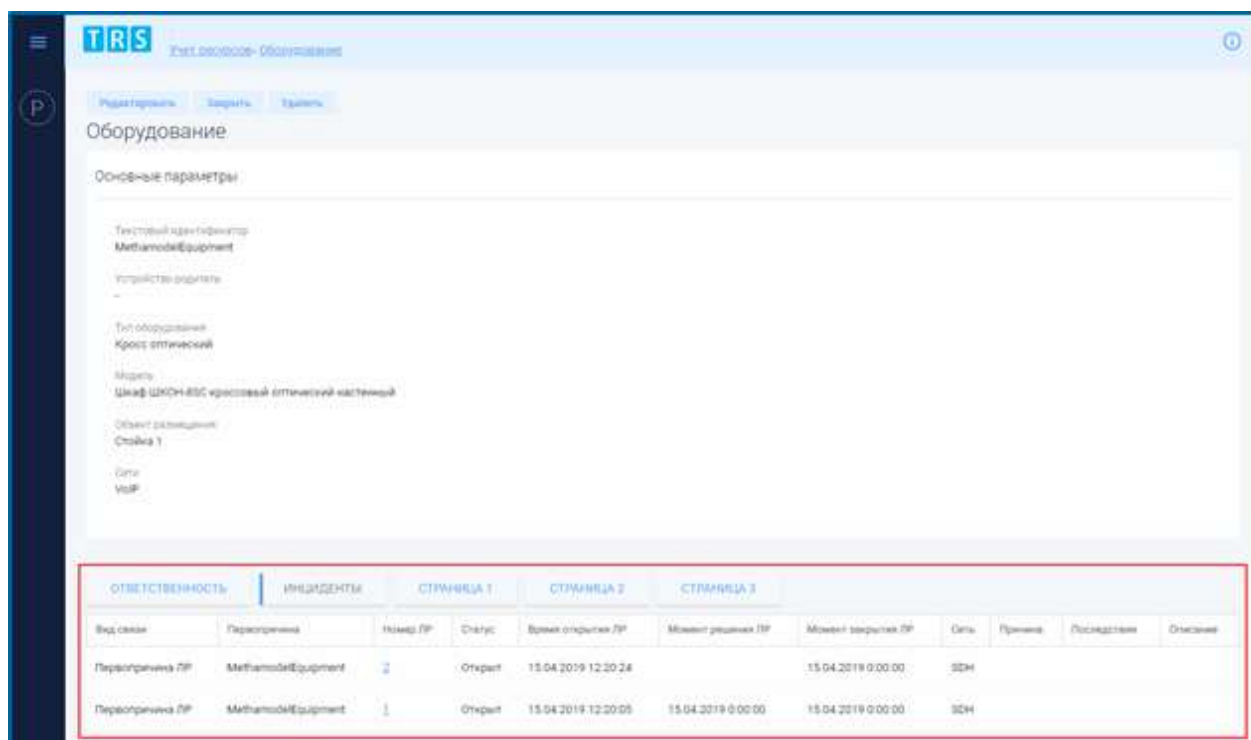 TRS
Учет ресурсов- Оборудование
P
Редактировать Закрыть Удалить
Оборудование
Основные параметры
Текстовый идентификатор
MethamodelEquipment
Устройство родитель
–
Тип оборудования
Кросс оптический
Модель
Шкаф ШКОН-8SC кроссовый оптический настенный
Объект размещения
Стойка 1
Сети
VoIP
ОТВЕТСТВЕННОСТЬ ИНЦИДЕНТЫ СТРАНИЦА 1 СТРАНИЦА 2 СТРАНИЦА 3
Вид связи Первопричина Номер ЛР Статус Время открытия ЛР Момент решения ЛР Момент закрытия ЛР Сеть Причина Последствия Описание
Первопричина ЛР MethamodelEquipment 2 Открыт 15.04.2019 12:20:24 15.04.2019 0:00:00 SDH
Первопричина ЛР MethamodelEquipment 1 Открыт 15.04.2019 12:20:05 15.04.2019 0:00:00 15.04.2019 0:00:00 SDH